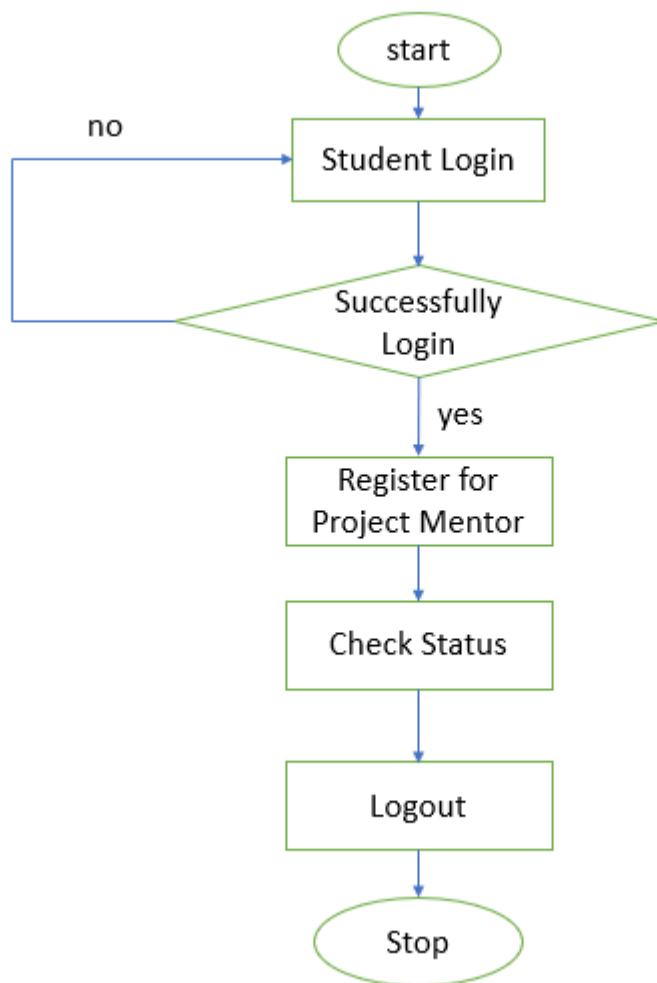 start
no
Student Login
Successfully
Login
yes
Register for
Project Mentor
Check Status
Logout
Stop